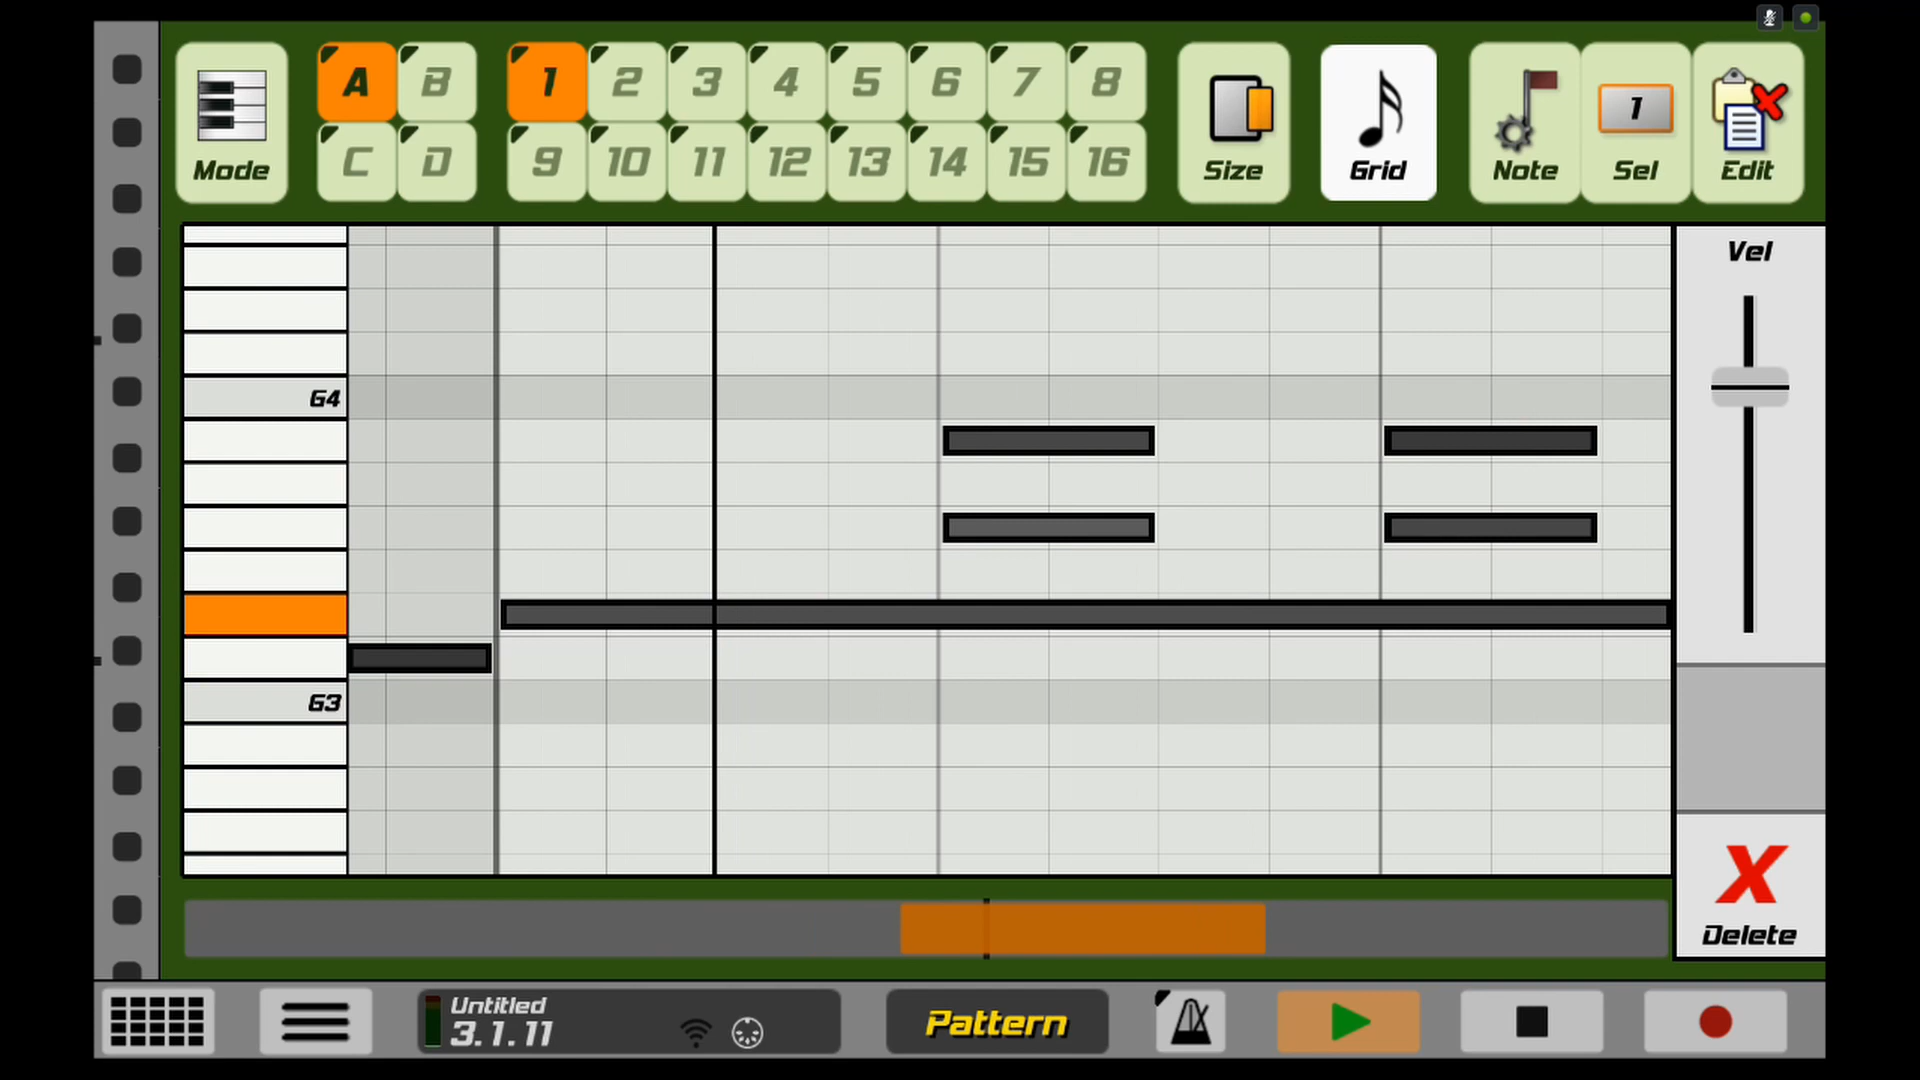 Mode
A B
C D
1 2 3 4 5 6 7 8
9 10 11 12 13 14 15 16
Size
Grid
Note
1
Sel
Edit
Vel
G4
G3
Delete
Untitled
3.1.11
Pattern